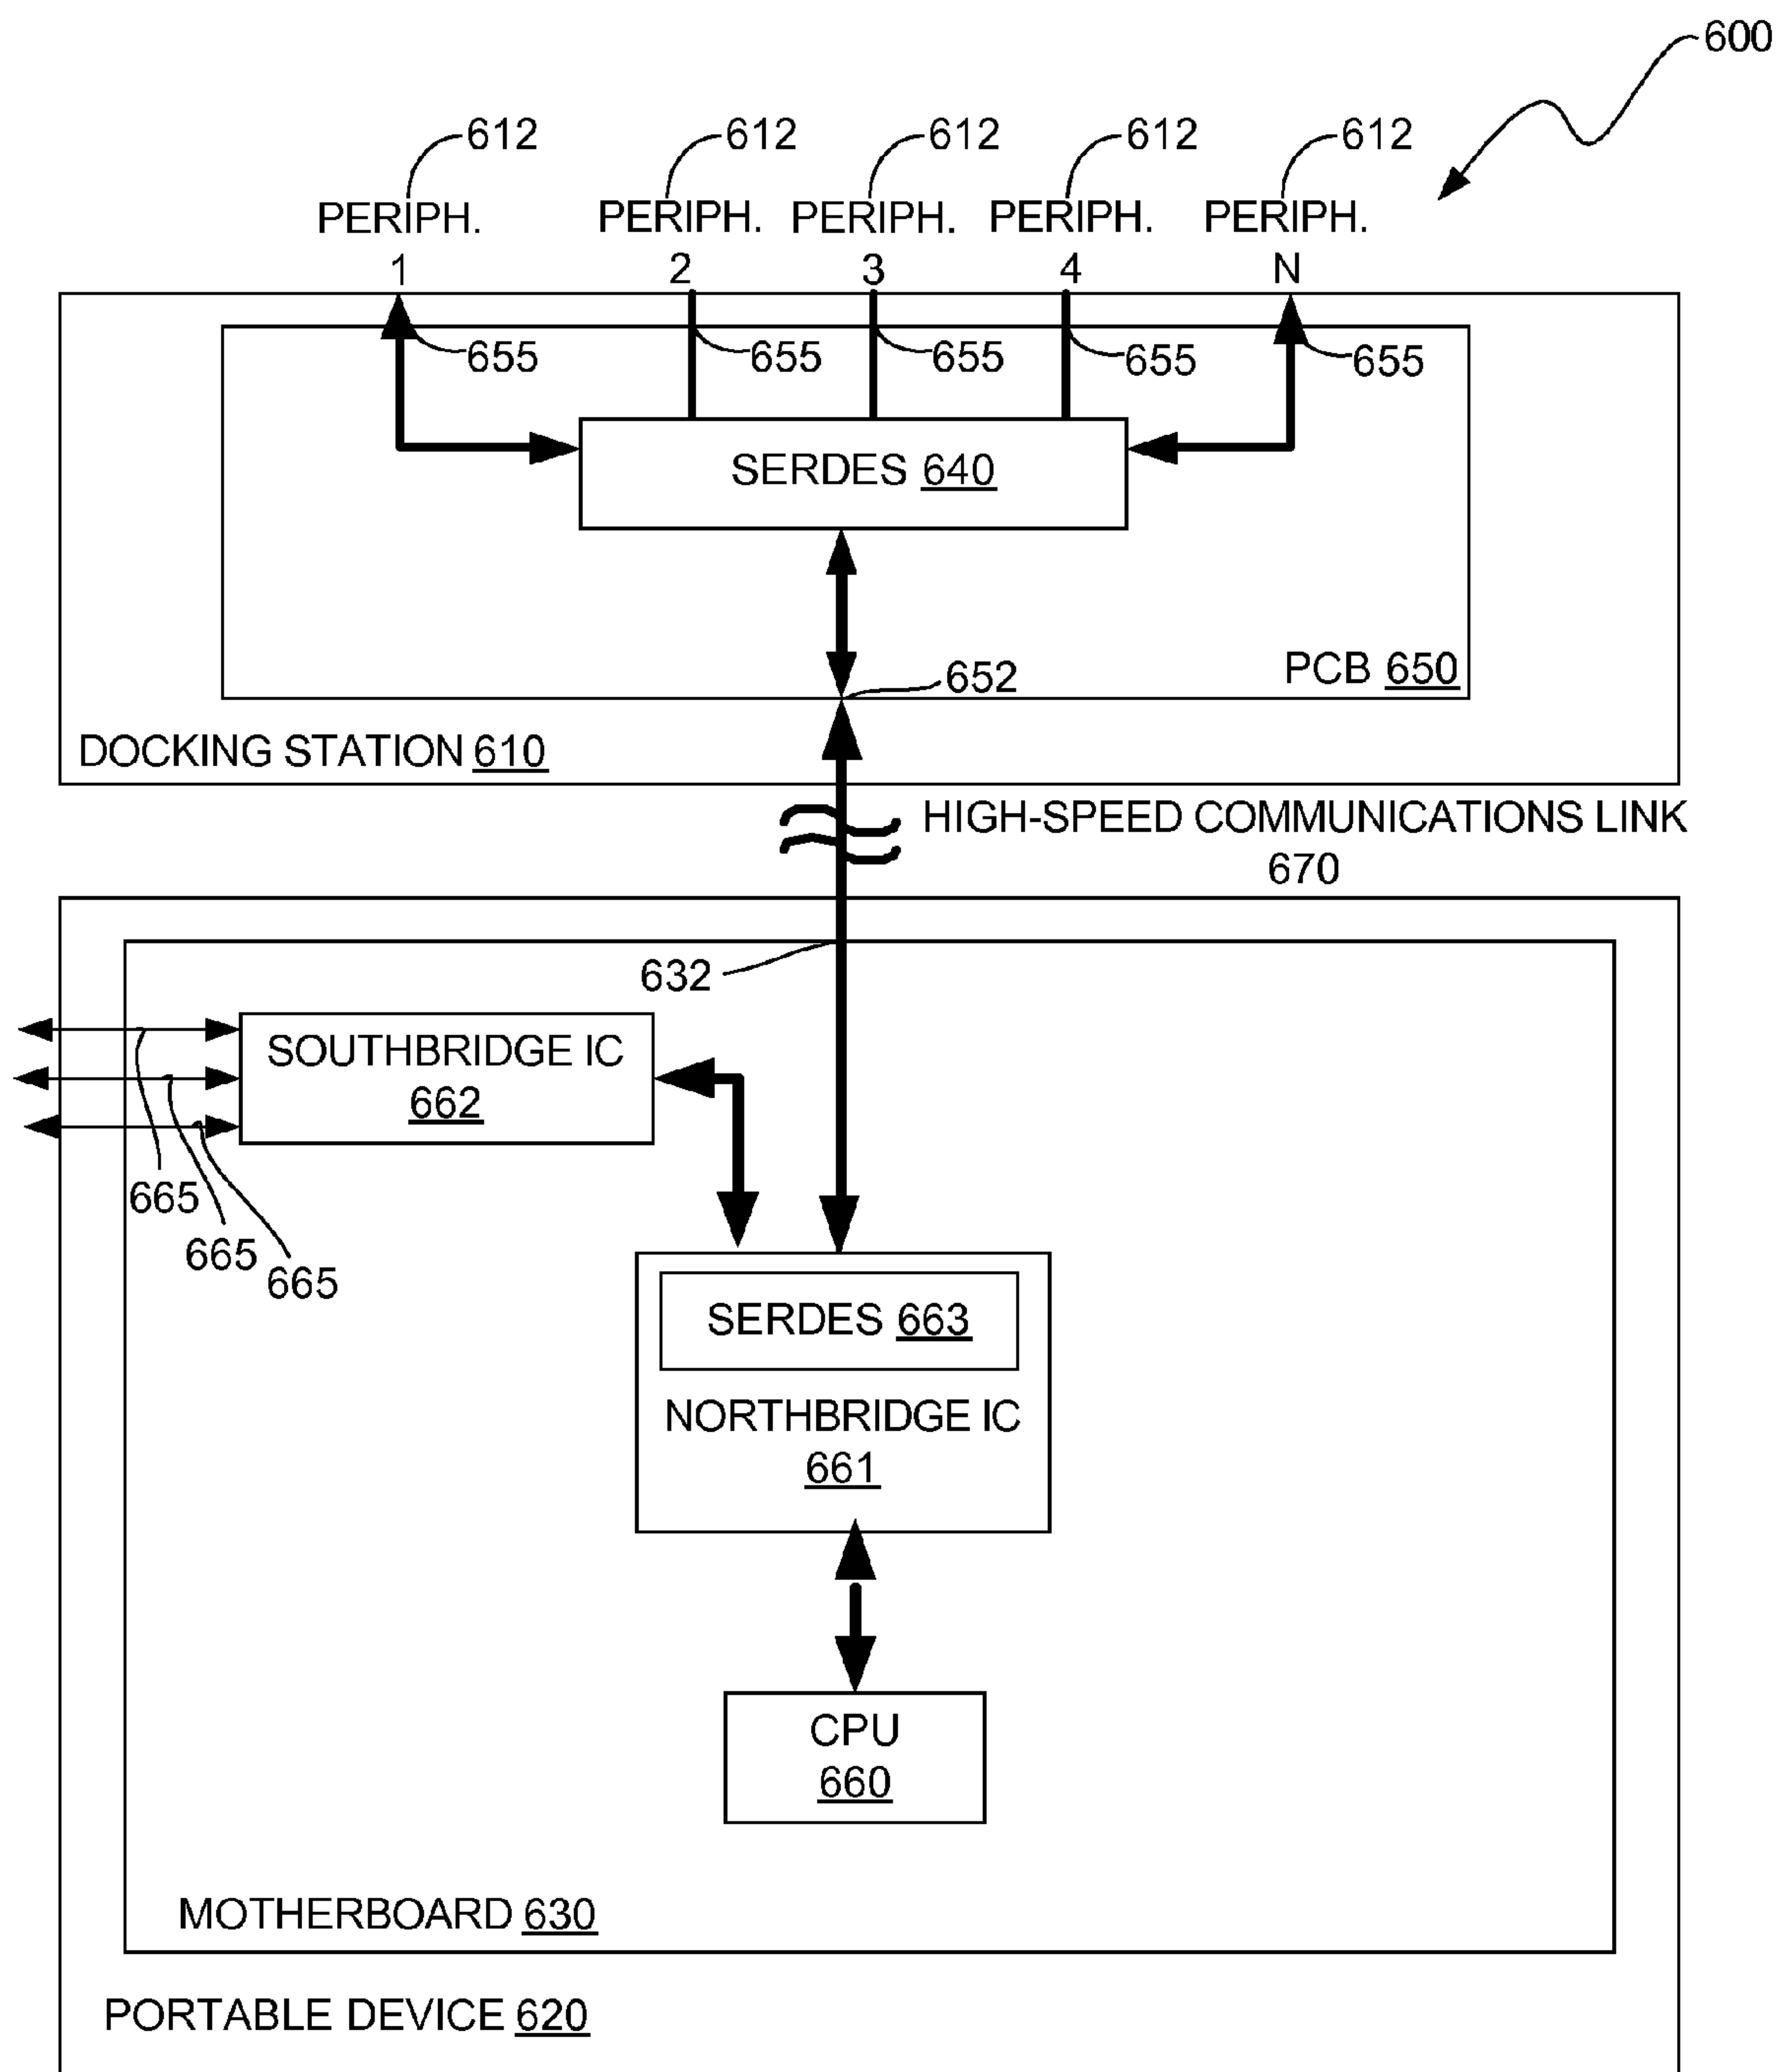 600
612 612 612 612 612
PERIPH. PERIPH. PERIPH. PERIPH. PERIPH.
1 2 3 4 N
655 655 655 655 655
SERDES 640
652
PCB 650
DOCKING STATION 610
HIGH-SPEED COMMUNICATIONS LINK
670
632
SOUTHBRIDGE IC
662
665
665
665
SERDES 663
NORTHBRIDGE IC
661
CPU
660
MOTHERBOARD 630
PORTABLE DEVICE 620